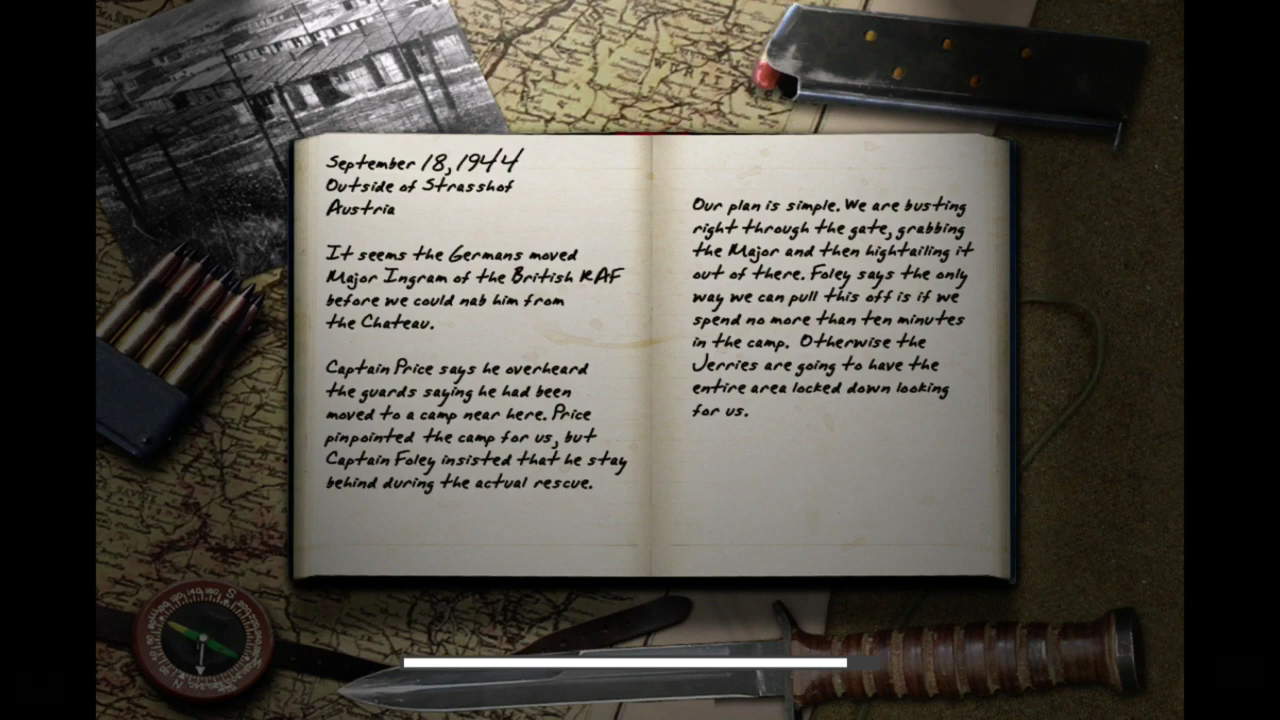 September 18, 1944
Outside of Strasshof
Austria
It seems the Germans moved
Major Ingram of the British RAF
before we could nab him from
the Chateau.
Captain Price says he overheard
the guards saying he had been
moved to a camp near here. Price
pinpointed the camp for us, but
Captain Foley insisted that he stay
behind during the actual rescue.
Our plan is simple. We are busting
right through the gate, grabbing
the Major and then hightailing it
out of there. Foley says the only
way we can pull this off is if we
spend no more than ten minutes
in the camp. Otherwise the
Jerries are going to have the
entire area locked down looking
for us.